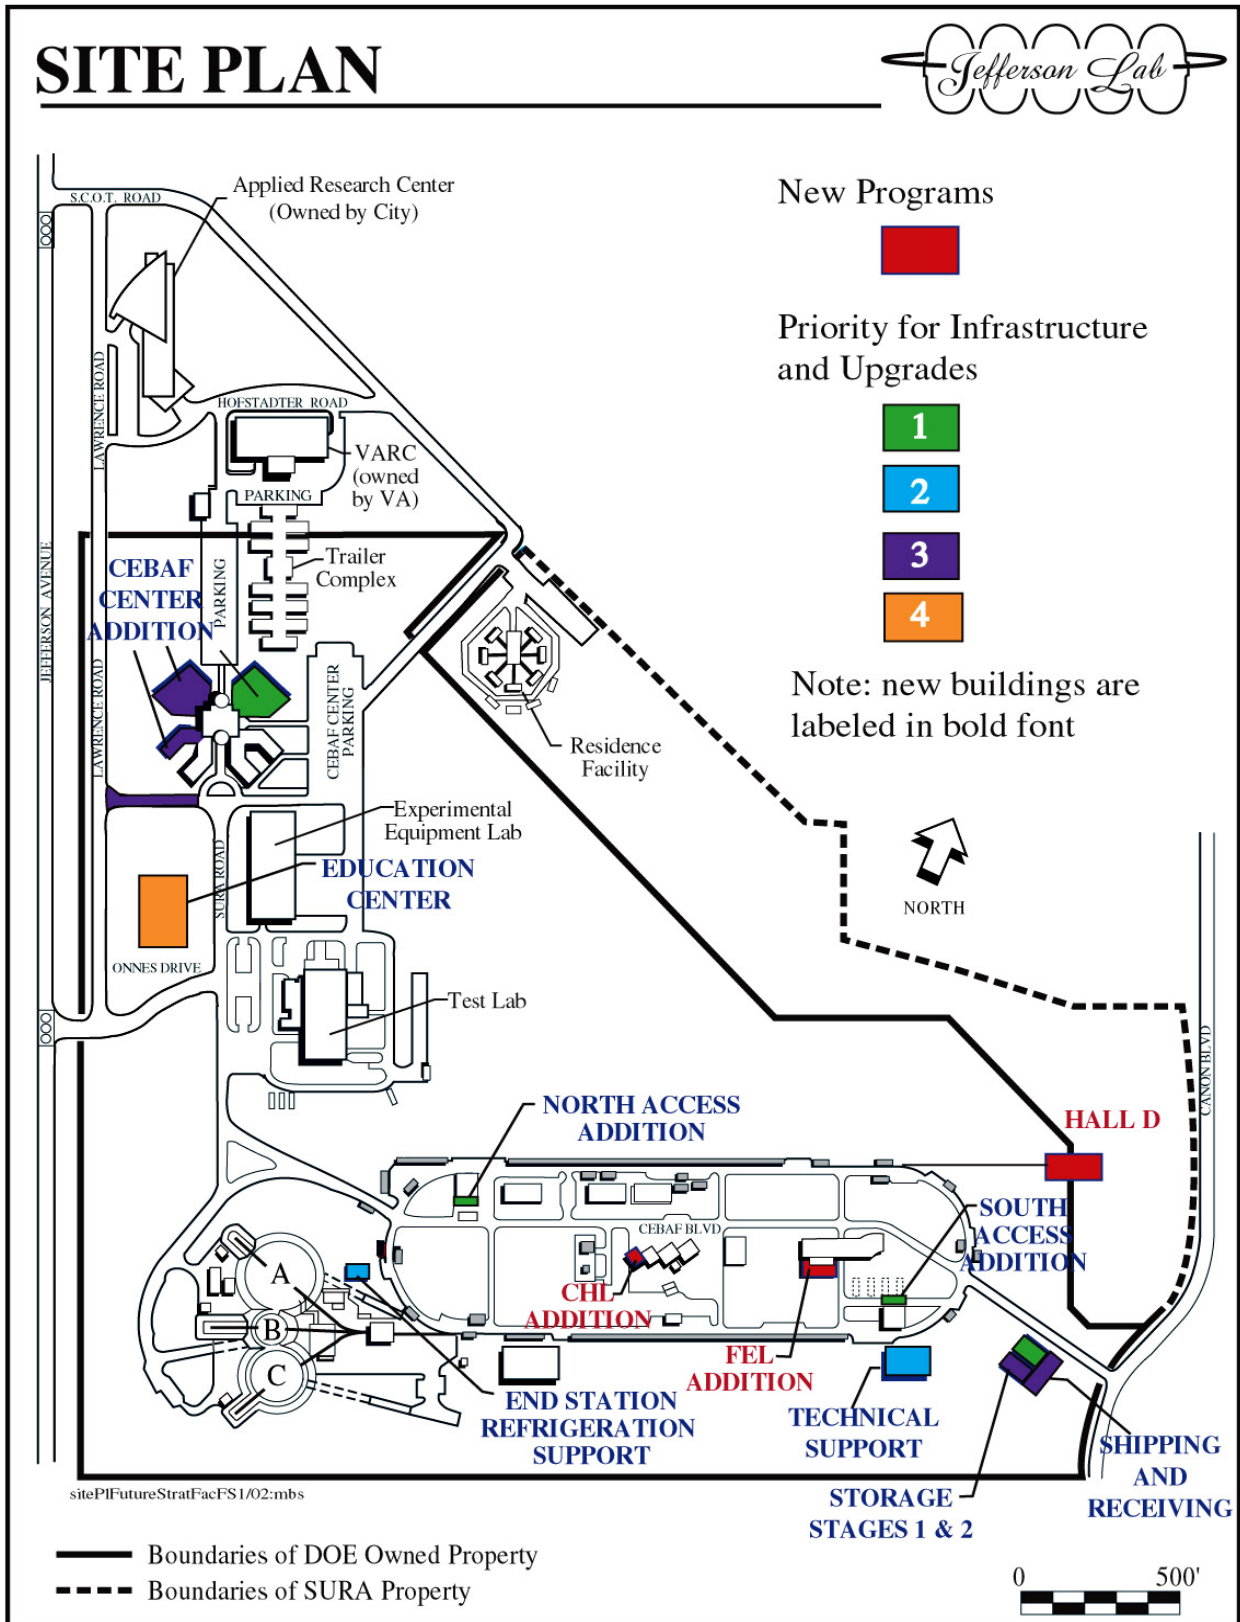 SITE PLAN
Jefferson Lab
S.C.O.T. ROAD
Applied Research Center
(Owned by City)
New Programs
Priority for Infrastructure
and Upgrades
1
2
3
4
Note: new buildings are
labeled in bold font
JEFFERSON AVENUE
LAWRENCE ROAD
HOFSTADTER ROAD
VARC
(owned
by VA)
PARKING
Trailer
Complex
CEBAF
CENTER
ADDITION
PARKING
LAWRENCE ROAD
CEBAF CENTER
PARKING
Residence
Facility
Experimental
Equipment Lab
SURA ROAD
EDUCATION
CENTER
NORTH
ONNES DRIVE
Test Lab
CANON BLVD
NORTH ACCESS
ADDITION
HALL D
SOUTH
ACCESS
ADDITION
CEBAF BLVD
A
B
C
CHL
ADDITION
FEL
ADDITION
END STATION
REFRIGERATION
SUPPORT
TECHNICAL
SUPPORT
SHIPPING
AND
RECEIVING
STORAGE
STAGES 1 & 2
sitePlFutureStratFacFS1/02:mbs
Boundaries of DOE Owned Property
Boundaries of SURA Property
0 500'